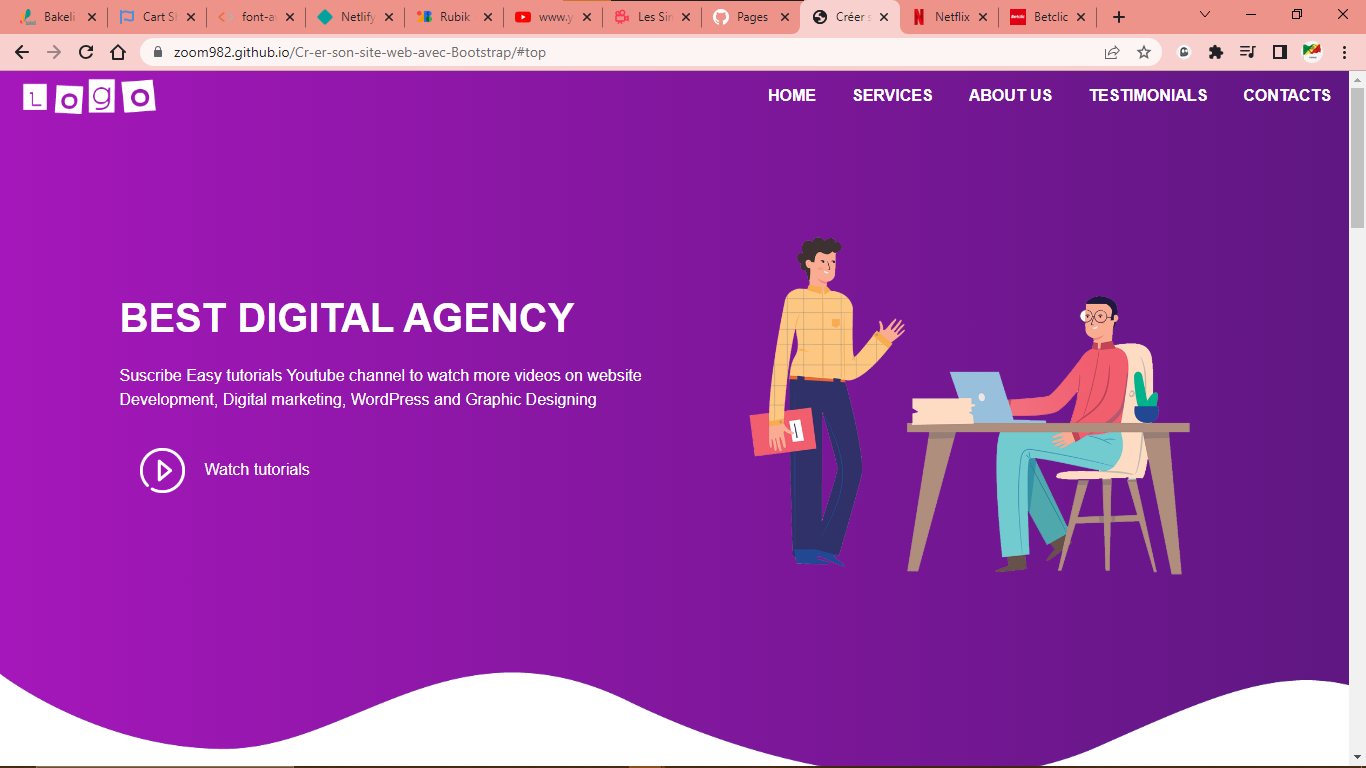 Bakeli Cart Sh font-a Netlify Rubik www.y Les Sim Pages Créer s Netflix Betclic
zoom982.github.io/Cr-er-son-site-web-avec-Bootstrap/#top
LOgO HOME SERVICES ABOUT US TESTIMONIALS CONTACTS
BEST DIGITAL AGENCY
Suscribe Easy tutorials Youtube channel to watch more videos on website
Development, Digital marketing, WordPress and Graphic Designing
Watch tutorials